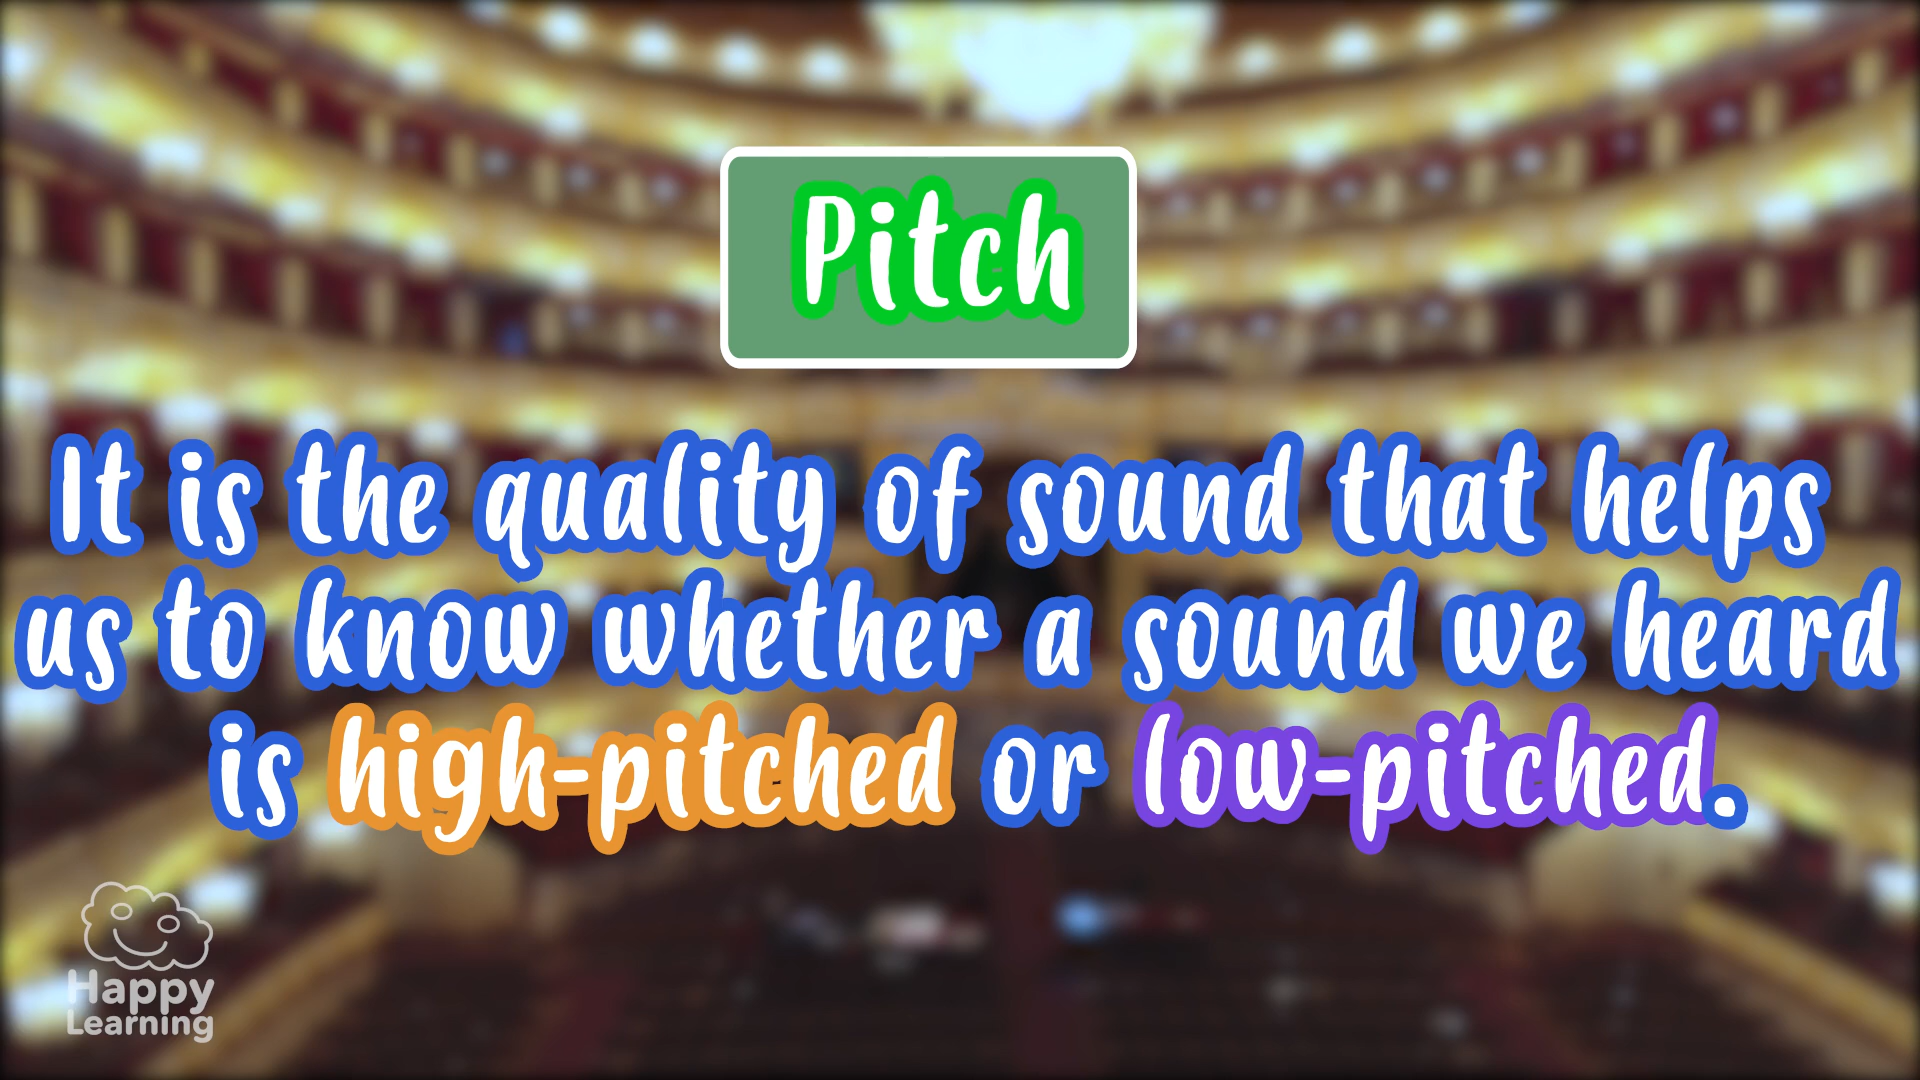 Pitch
It is the quality of sound that helps
us to know whether a sound we heard
is high-pitched or low-pitched.
Happy
Learning